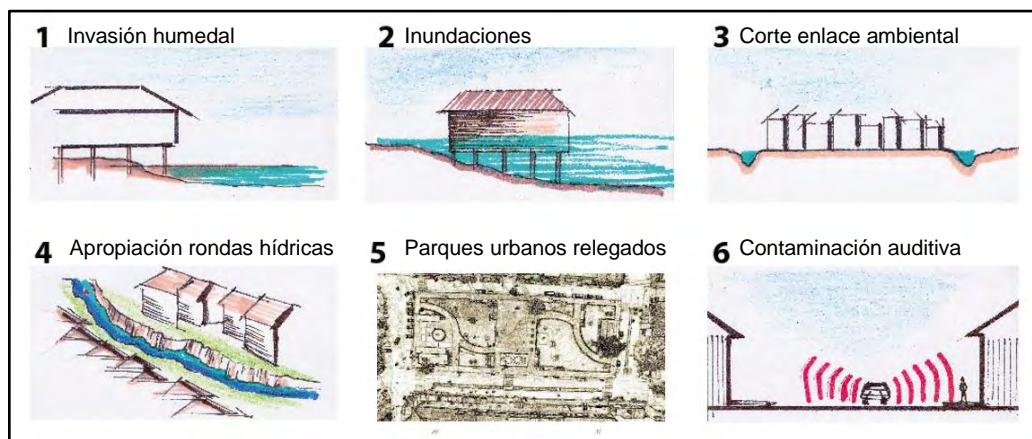 1 Invasión humedal
2 Inundaciones
3 Corte enlace ambiental
4 Apropiación rondas hídricas
5 Parques urbanos relegados
6 Contaminación auditiva